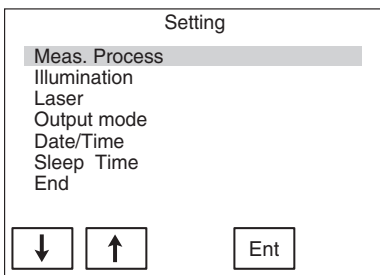 Setting
Meas. Process
Illumination
Laser
Output mode
Date/Time
Sleep Time
End
↓ ↑ Ent